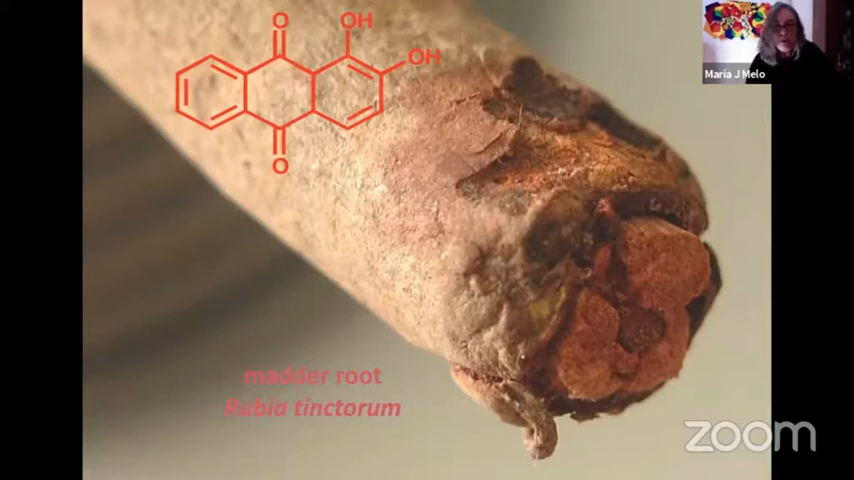 O
OH
OH
O
Maria J Melo
madder root
Rubia tinctorum
zoom